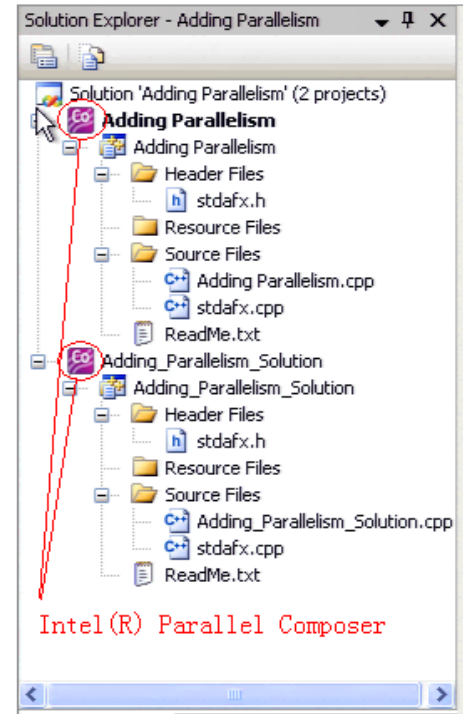 Solution Explorer - Adding Parallelism
Solution 'Adding Parallelism' (2 projects)
Co Adding Parallelism
Adding Parallelism
Header Files
h stdafx.h
Resource Files
Source Files
C++ Adding Parallelism.cpp
C++ stdafx.cpp
ReadMe.txt
Co Adding_Parallelism_Solution
Adding_Parallelism_Solution
Header Files
h stdafx.h
Resource Files
Source Files
C++ Adding_Parallelism_Solution.cpp
C++ stdafx.cpp
ReadMe.txt
Intel(R) Parallel Composer